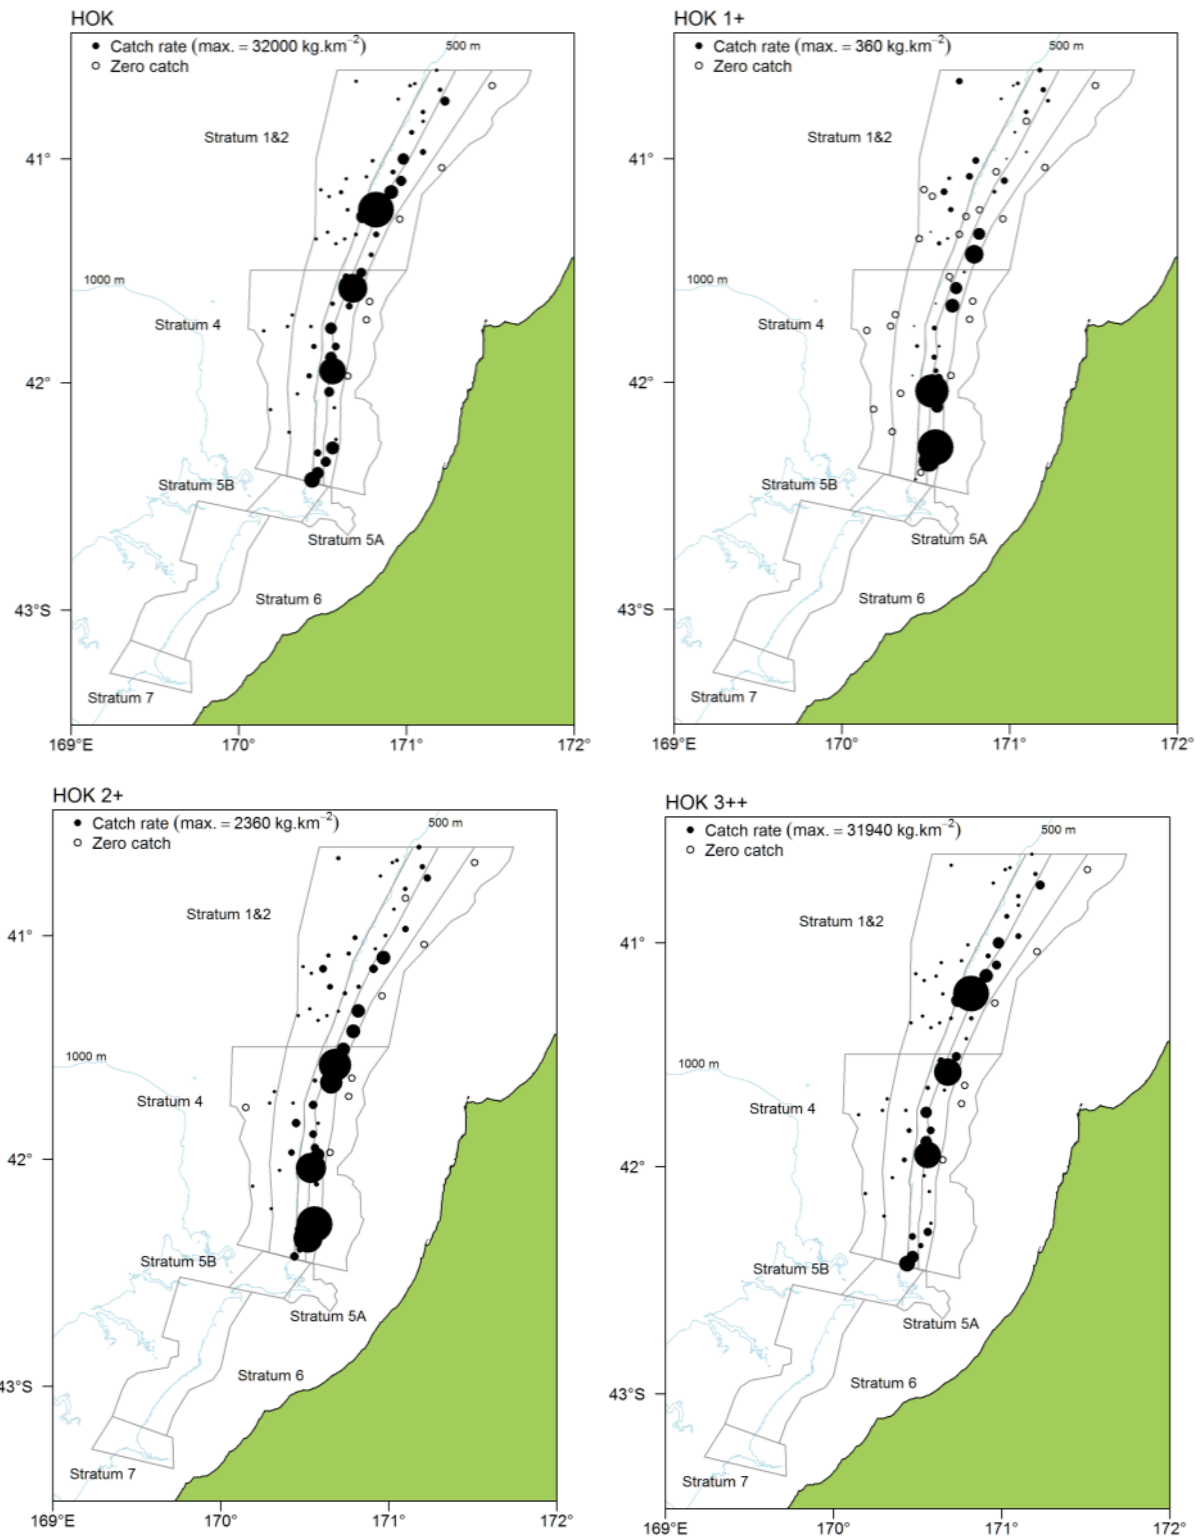 HOK
Catch rate (max. = 32000 kg.km−2)
Zero catch
500 m
Stratum 1&2
41°
1000 m
Stratum 4
42°
Stratum 5B
Stratum 5A
Stratum 6
43°S
Stratum 7
169°E 170° 171° 172°
HOK 1+
Catch rate (max. = 360 kg.km−2)
Zero catch
500 m
Stratum 1&2
41°
1000 m
Stratum 4
42°
Stratum 5B
Stratum 5A
Stratum 6
43°S
Stratum 7
169°E 170° 171° 172°
HOK 2+
Catch rate (max. = 2360 kg.km−2)
Zero catch
500 m
Stratum 1&2
41°
1000 m
Stratum 4
42°
Stratum 5B
Stratum 5A
Stratum 6
43°S
Stratum 7
169°E 170° 171° 172°
HOK 3++
Catch rate (max. = 31940 kg.km−2)
Zero catch
500 m
Stratum 1&2
41°
1000 m
Stratum 4
42°
Stratum 5B
Stratum 5A
Stratum 6
43°S
Stratum 7
169°E 170° 171° 172°